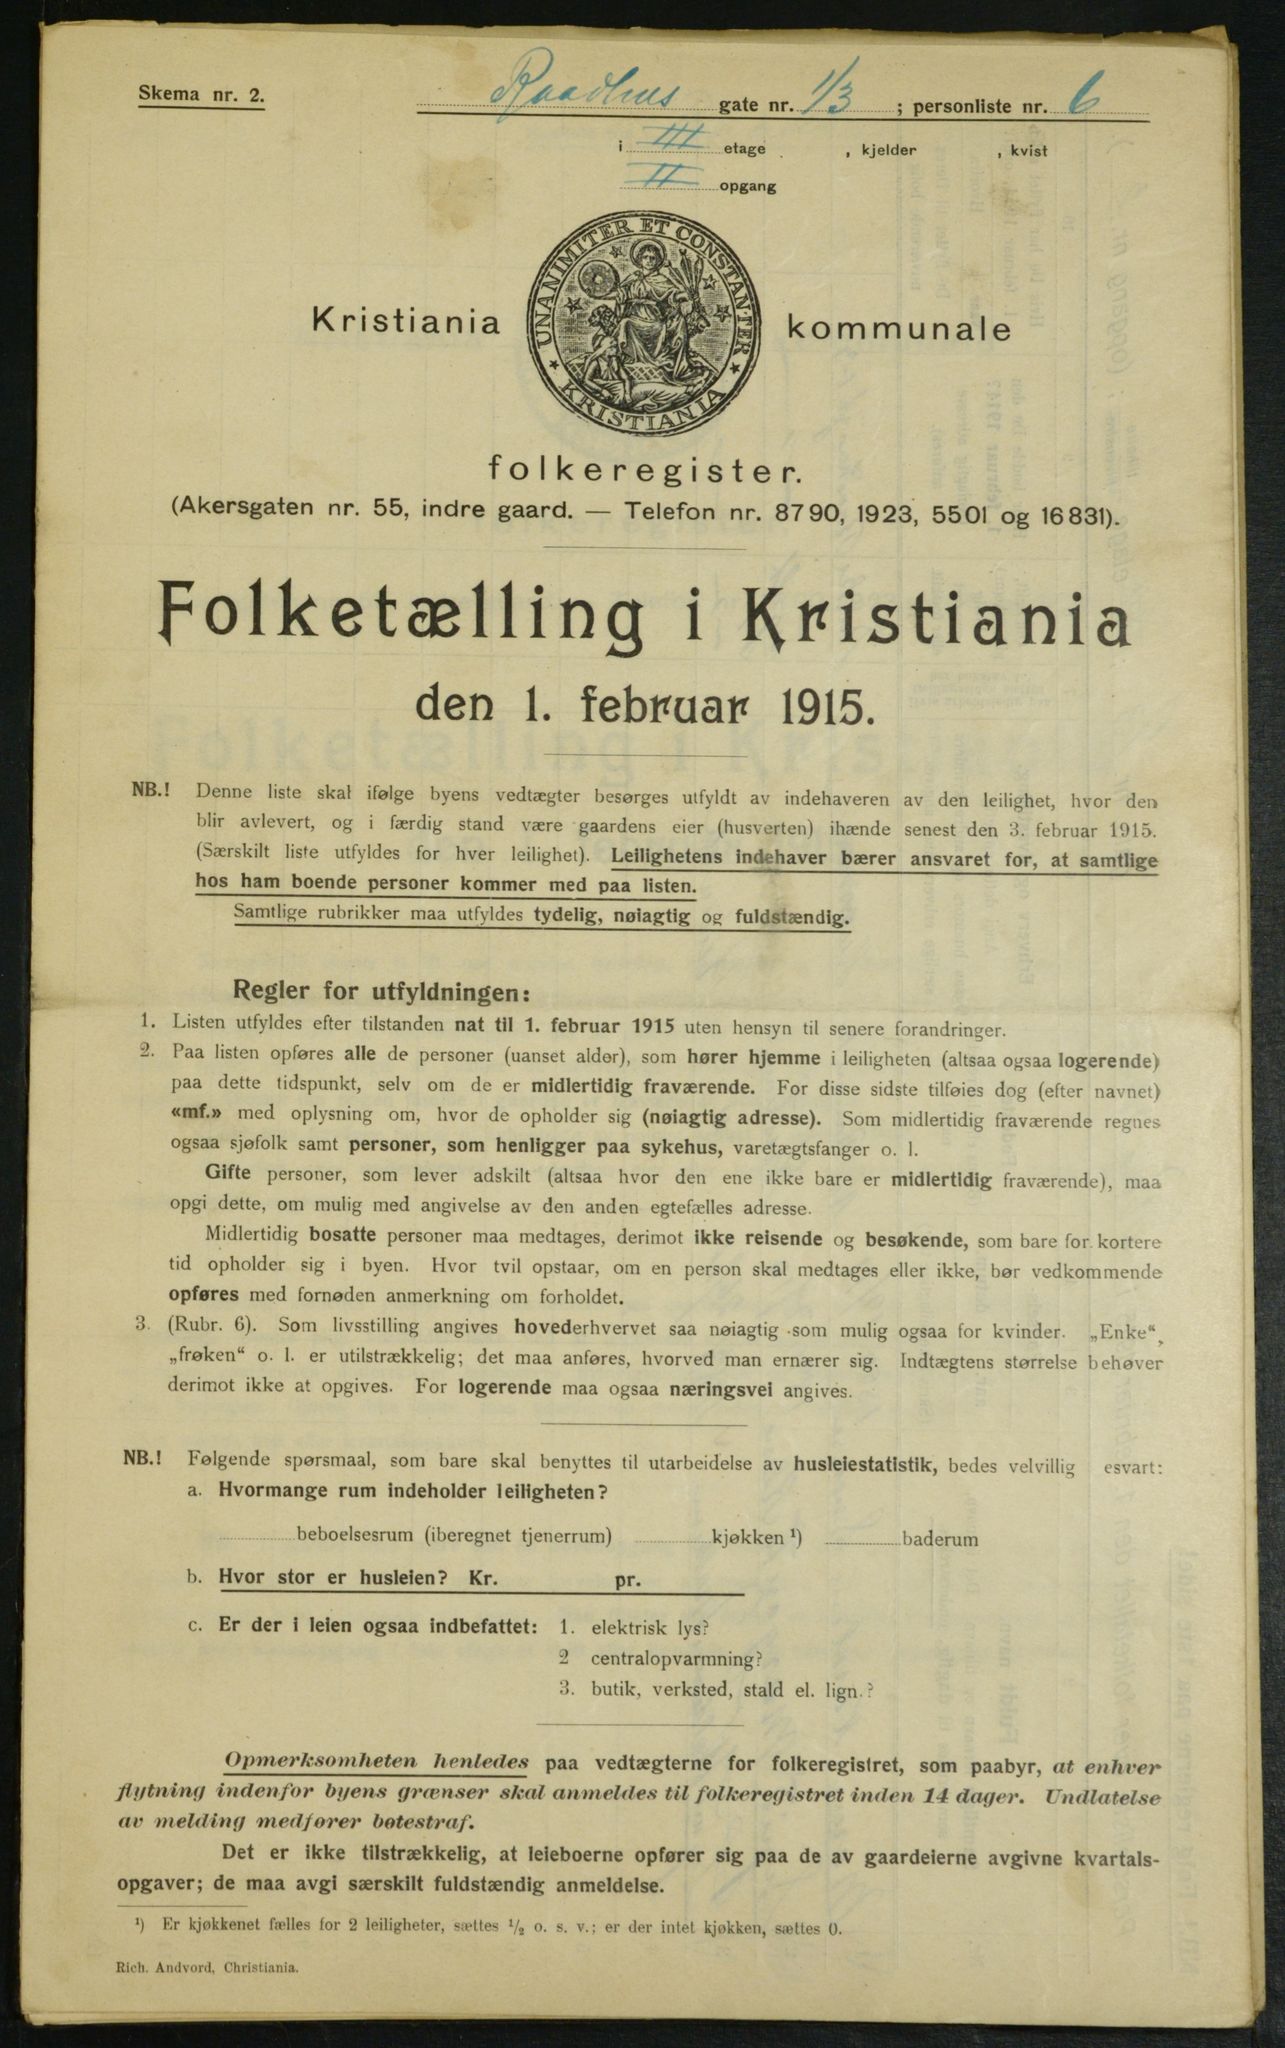 Skema nr. 2.
Raadhus gate nr. 1/3 ; personliste nr. 6
i III etage , kjelder , kvist
II opgang
UNANIMITER ET CONSTANTER
KRISTIANIA
Kristiania kommunale
folkeregister.
(Akersgaten nr. 55, indre gaard. — Telefon nr. 8790, 1923, 5501 og 16831).
Folketælling i Kristiania
den 1. februar 1915.
NB.! Denne liste skal ifølge byens vedtægter besørges utfyldt av indehaveren av den leilighet, hvor den
blir avlevert, og i færdig stand være gaardens eier (husverten) ihænde senest den 3. februar 1915.
(Særskilt liste utfyldes for hver leilighet). Leilighetens indehaver bærer ansvaret for, at samtlige
hos ham boende personer kommer med paa listen.
Samtlige rubrikker maa utfyldes tydelig, nøiagtig og fuldstændig.
Regler for utfyldningen:
1. Listen utfyldes efter tilstanden nat til 1. februar 1915 uten hensyn til senere forandringer.
2. Paa listen opføres alle de personer (uanset alder), som hører hjemme i leiligheten (altsaa ogsaa logerende)
paa dette tidspunkt, selv om de er midlertidig fraværende. For disse sidste tilføies dog (efter navnet)
«mf.» med oplysning om, hvor de opholder sig (nøiagtig adresse). Som midlertidig fraværende regnes
ogsaa sjøfolk samt personer, som henligger paa sykehus, varetægtsfanger o. l.
Gifte personer, som lever adskilt (altsaa hvor den ene ikke bare er midlertidig fraværende), maa
opgi dette, om mulig med angivelse av den anden egtefælles adresse.
Midlertidig bosatte personer maa medtages, derimot ikke reisende og besøkende, som bare for kortere
tid opholder sig i byen. Hvor tvil opstaar, om en person skal medtages eller ikke, bør vedkommende
opføres med fornøden anmerkning om forholdet.
3. (Rubr. 6). Som livsstilling angives hovederhvervet saa nøiagtig som mulig ogsaa for kvinder. „Enke“,
„frøken“ o. l. er utilstrækkelig; det maa anføres, hvorved man ernærer sig. Indtægtens størrelse behøver
derimot ikke at opgives. For logerende maa ogsaa næringsvei angives.
NB.! Følgende spørsmaal, som bare skal benyttes til utarbeidelse av husleiestatistik, bedes velvillig esvart:
a. Hvormange rum indeholder leiligheten?
beboelsesrum (iberegnet tjenerrum) kjøkken ¹) baderum
b. Hvor stor er husleien? Kr. pr.
c. Er der i leien ogsaa indbefattet: 1. elektrisk lys?
2 centralopvarmning?
3. butik, verksted, stald el. lign.?
Opmerksomheten henledes paa vedtægterne for folkeregistret, som paabyr, at enhver
flytning indenfor byens grænser skal anmeldes til folkeregistret inden 14 dager. Undlatelse
av melding medfører bøtestraf.
Det er ikke tilstrækkelig, at leieboerne opfører sig paa de av gaardeierne avgivne kvartals-
opgaver; de maa avgi særskilt fuldstændig anmeldelse.
¹) Er kjøkkenet fælles for 2 leiligheter, sættes ½ o. s. v.; er der intet kjøkken, sættes 0.
Rich. Andvord, Christiania.